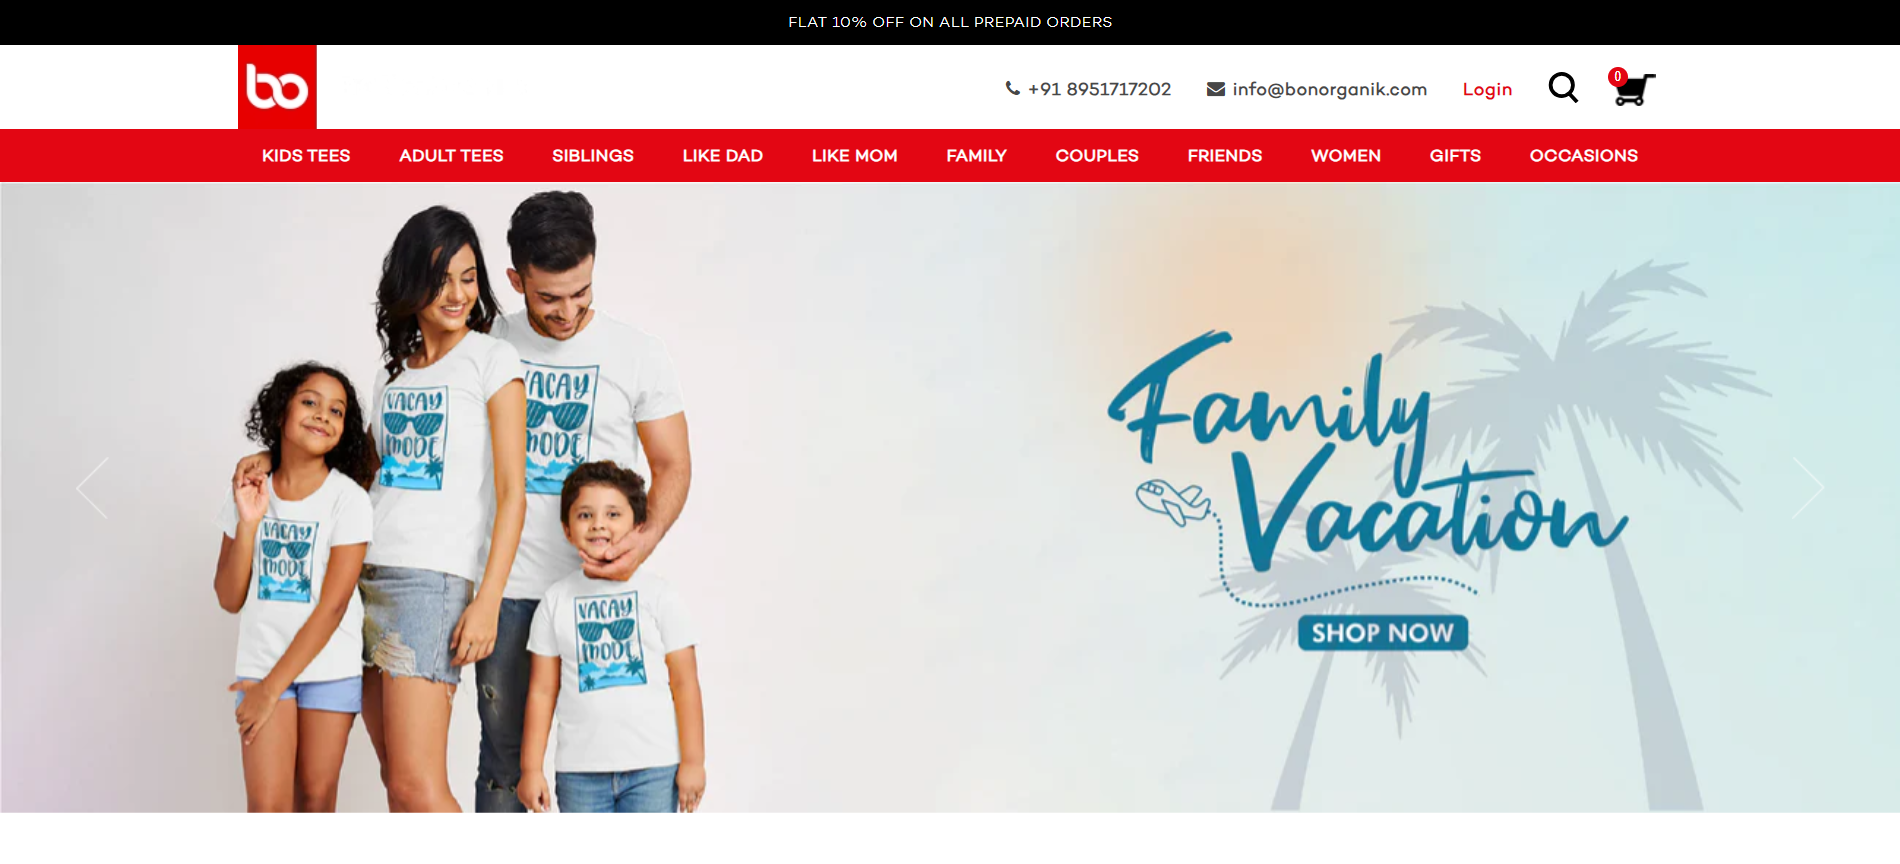 FLAT 10% OFF ON ALL PREPAID ORDERS
bo
+91 8951717202 info@bonorganik.com Login 0
KIDS TEES ADULT TEES SIBLINGS LIKE DAD LIKE MOM FAMILY COUPLES FRIENDS WOMEN GIFTS OCCASIONS
VACAY
MODE
VACAY
MODE
VACAY
MODE
VACAY
MODE
Family
Vacation
SHOP NOW